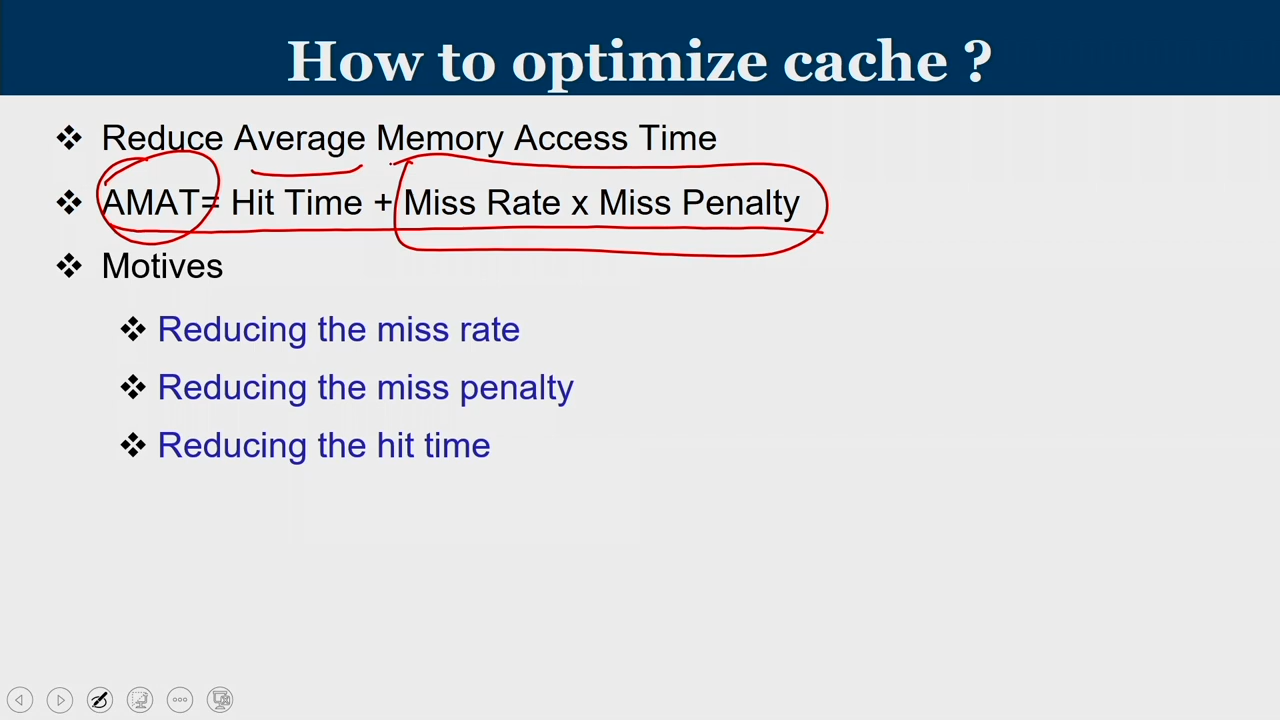 How to optimize cache ?
❖ Reduce Average Memory Access Time
❖ AMAT= Hit Time + Miss Rate x Miss Penalty
❖ Motives
❖ Reducing the miss rate
❖ Reducing the miss penalty
❖ Reducing the hit time